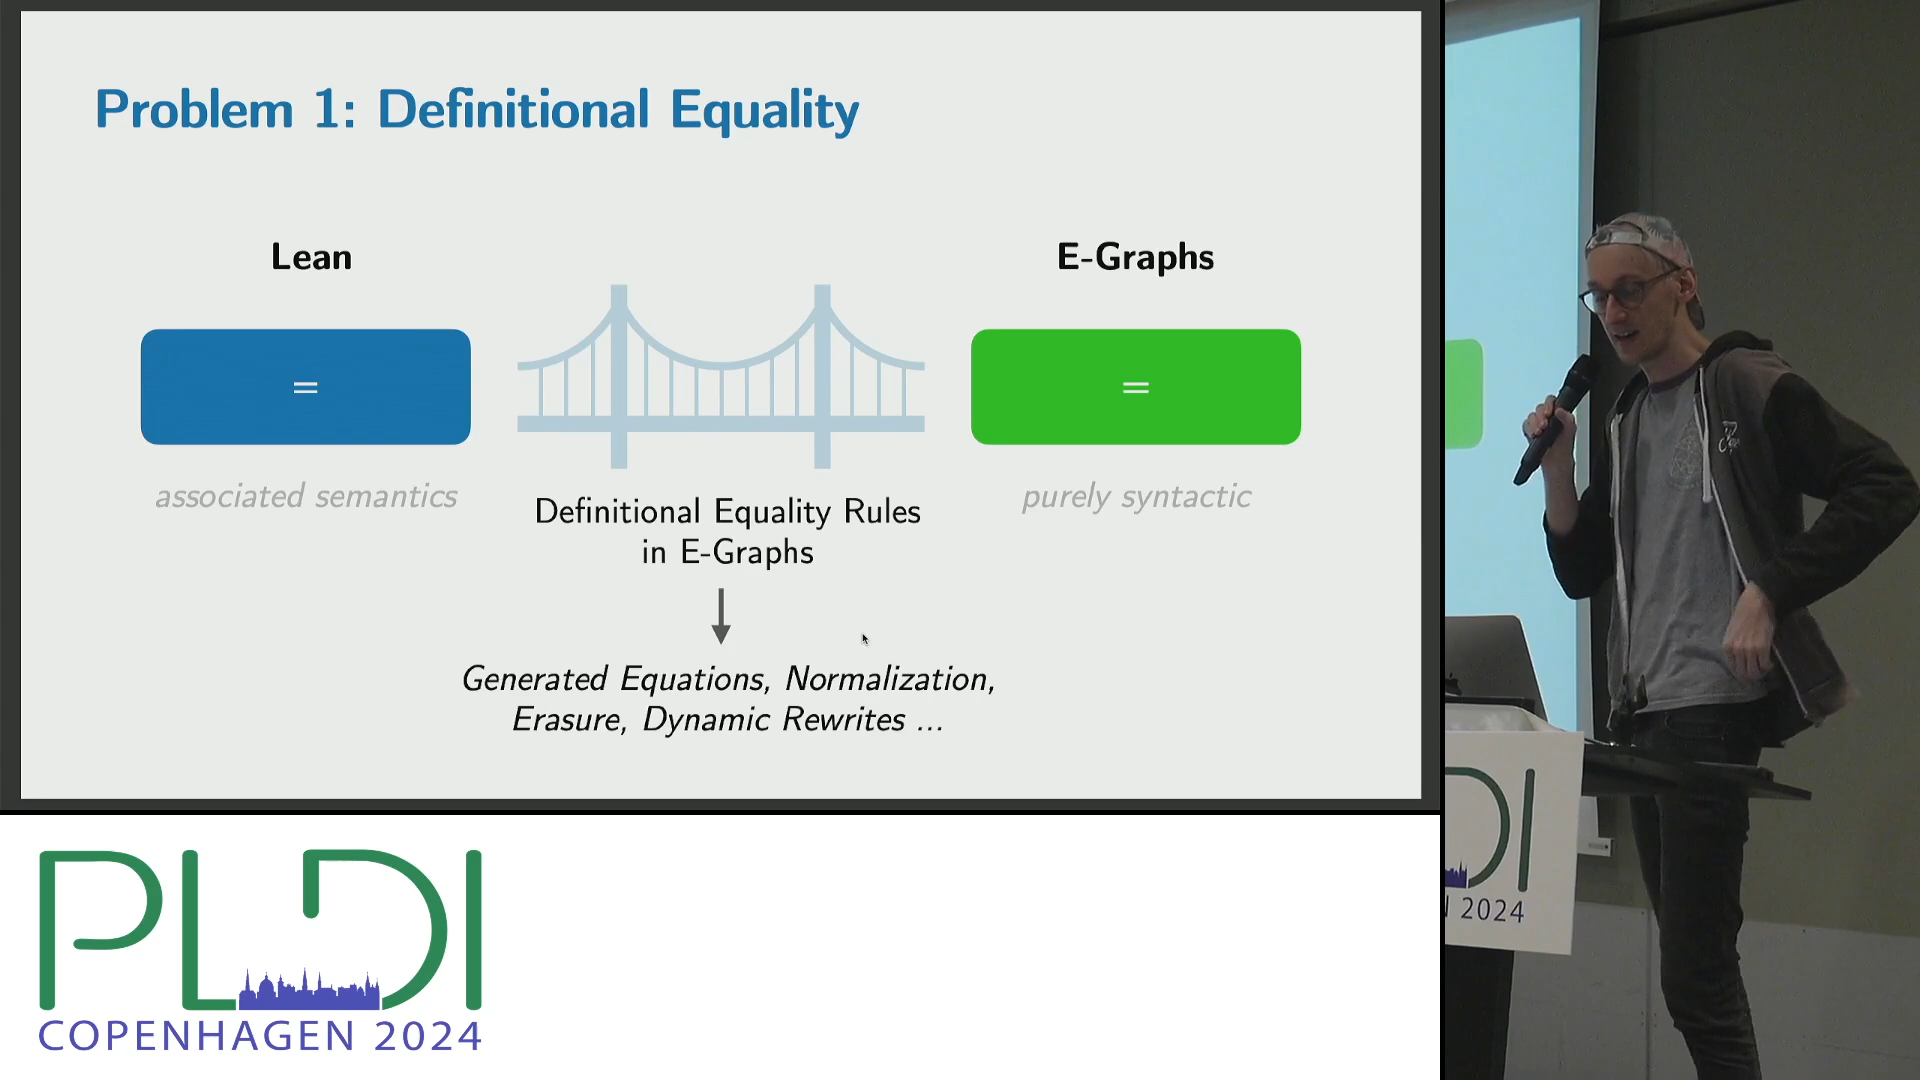 Problem 1: Definitional Equality
Lean
E-Graphs
=
=
associated semantics
purely syntactic
Definitional Equality Rules
in E-Graphs
Generated Equations, Normalization,
Erasure, Dynamic Rewrites ...
PLDI
COPENHAGEN 2024
DI
N 2024